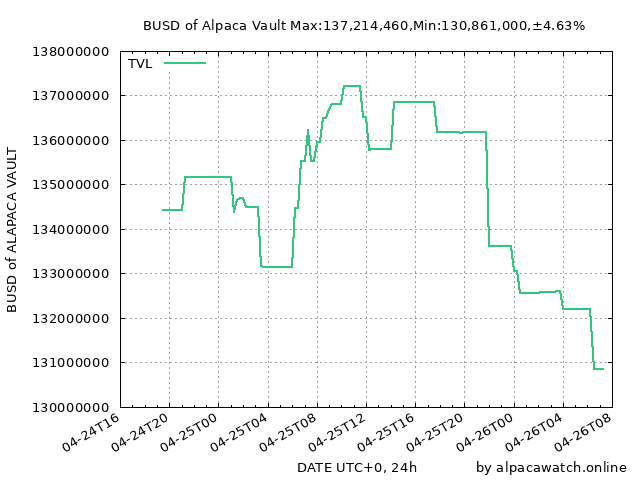 BUSD of Alpaca Vault Max:137,214,460,Min:130,861,000,±4.63%
TVL
138000000
137000000
136000000
135000000
134000000
133000000
132000000
131000000
130000000
BUSD of ALAPACA VAULT
04-24T16
04-24T20
04-25T00
04-25T04
04-25T08
04-25T12
04-25T16
04-25T20
04-26T00
04-26T04
04-26T08
DATE UTC+0, 24h
by alpacawatch.online